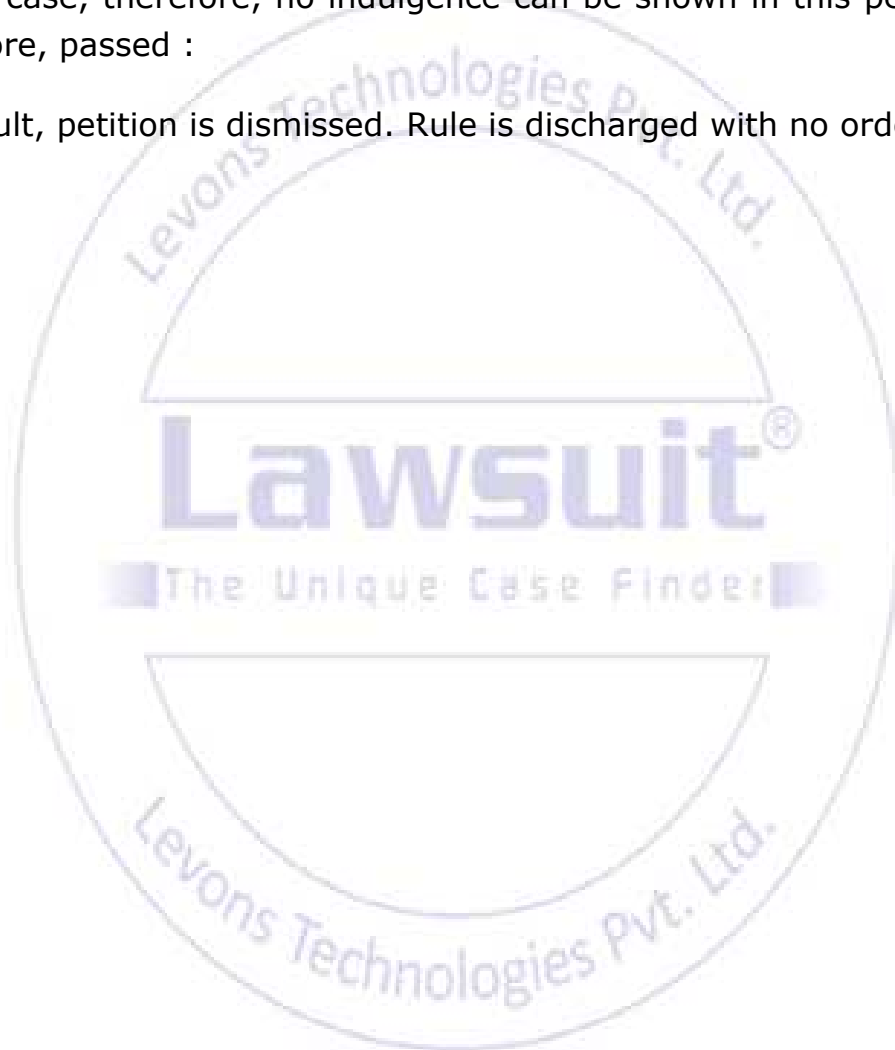 case, therefore, no indulgence can be shown in this pe
ore, passed :
ult, petition is dismissed. Rule is discharged with no ord
Levons Technologies Pvt. Ltd.
Lawsuit®
The Unique Case Finder
Levons Technologies Pvt. Ltd.